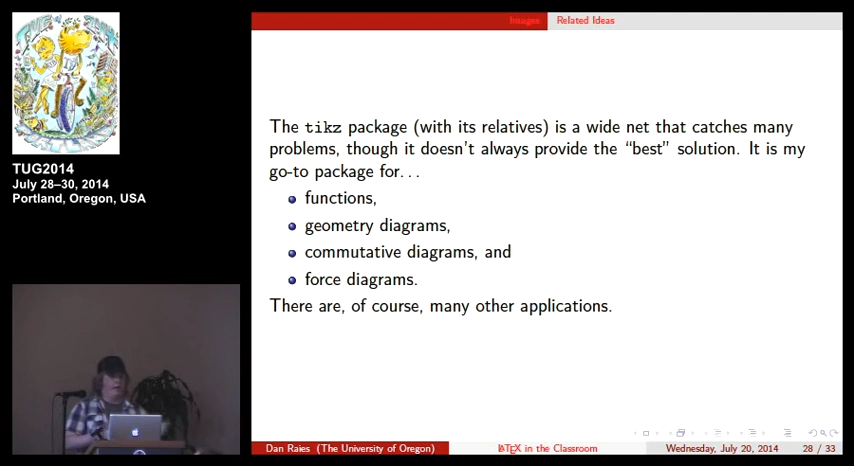 TUG2014
July 28–30, 2014
Portland, Oregon, USA
Images
Related Ideas
The tikz package (with its relatives) is a wide net that catches many
problems, though it doesn't always provide the “best” solution. It is my
go-to package for...
functions,
geometry diagrams,
commutative diagrams, and
force diagrams.
There are, of course, many other applications.
Dan Raies (The University of Oregon)
LATEX in the Classroom
Wednesday, July 20, 2014
28 / 33